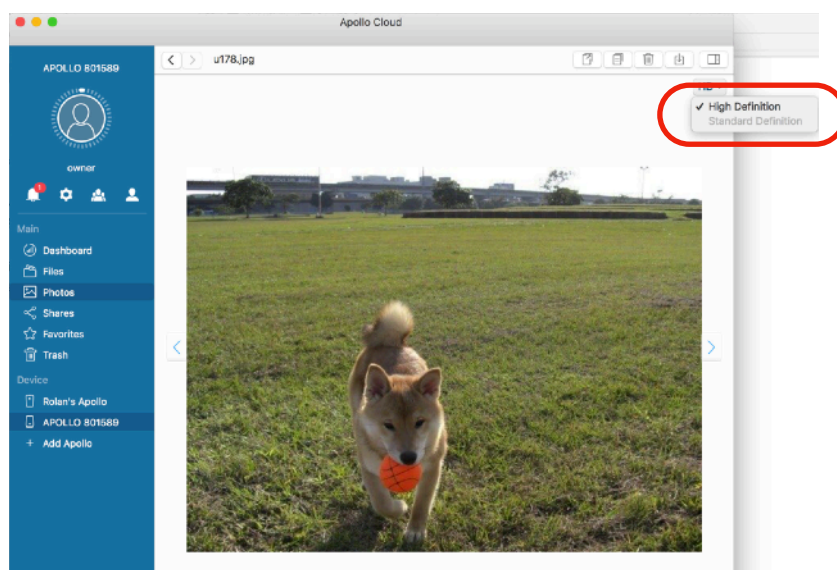 Apollo Cloud
APOLLO 801589
u178.jpg
High Definition
Standard Definition
owner
1
Main
Dashboard
Files
Photos
Shares
Favorites
Trash
Device
Rolan's Apollo
APOLLO 801589
Add Apollo